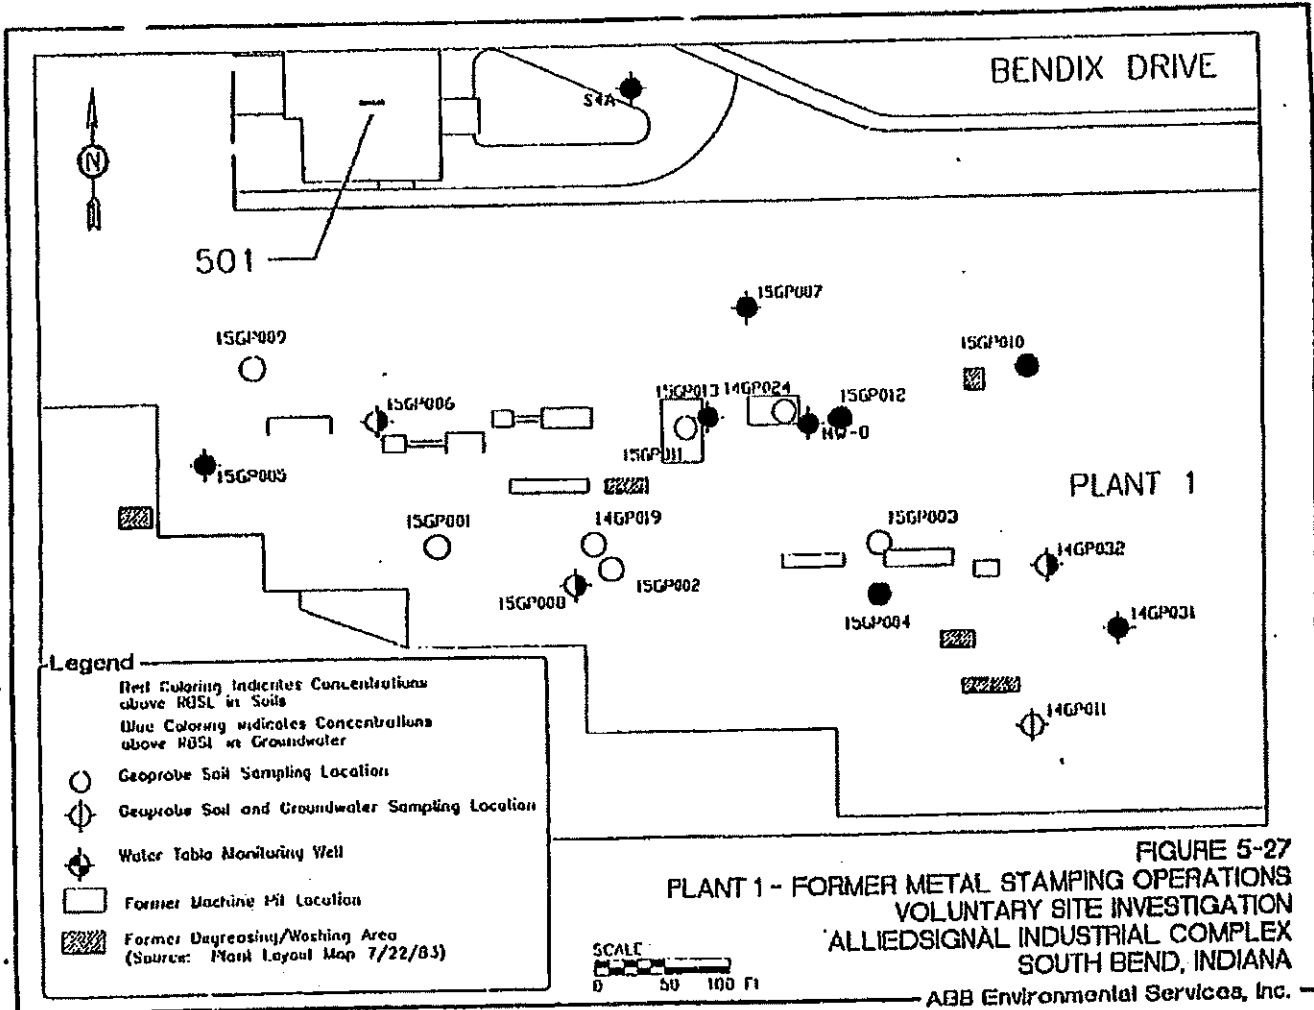 BENDIX DRIVE
S4A
N
501
15GP007
15GP009
15GP010
15GP006
15GP013 14GP024
15GP012
MW-0
15GP011
15GP005
PLANT 1
15GP001
14GP019
15GP003
14GP032
15GP002
15GP008
15GP004
14GP031
14GP011
Legend
Red Coloring Indicates Concentrations
above in Soils
Blue Coloring Indicates Concentrations
above in Groundwater
Geoprobe Soil Sampling Location
Geoprobe Soil and Groundwater Sampling Location
Water Table Monitoring Well
Former Machine Pit Location
Former Degreasing/Washing Area
(Source: Plant Layout Map 7/22/83)
SCALE
0 50 100 Ft
FIGURE 5-27
PLANT 1 - FORMER METAL STAMPING OPERATIONS
VOLUNTARY SITE INVESTIGATION
ALLIEDSIGNAL INDUSTRIAL COMPLEX
SOUTH BEND, INDIANA
ABB Environmental Services, Inc.